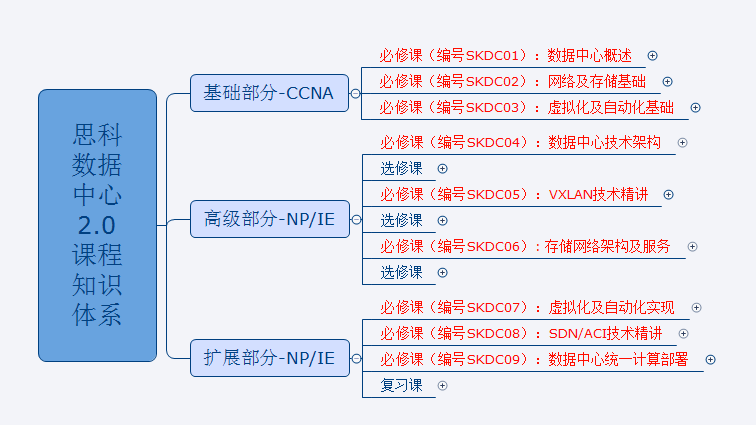 思科
数据
中心
2.0
课程
知识
体系
基础部分-CCNA
必修课（编号SKDC01）：数据中心概述
必修课（编号SKDC02）：网络及存储基础
必修课（编号SKDC03）：虚拟化及自动化基础
高级部分-NP/IE
必修课（编号SKDC04）：数据中心技术架构
选修课
必修课（编号SKDC05）：VXLAN技术精讲
选修课
必修课（编号SKDC06）: 存储网络架构及服务
选修课
扩展部分-NP/IE
必修课（编号SKDC07）：虚拟化及自动化实现
必修课（编号SKDC08）：SDN/ACI技术精讲
必修课（编号SKDC09）：数据中心统一计算部署
复习课